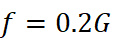 f = 0.2G